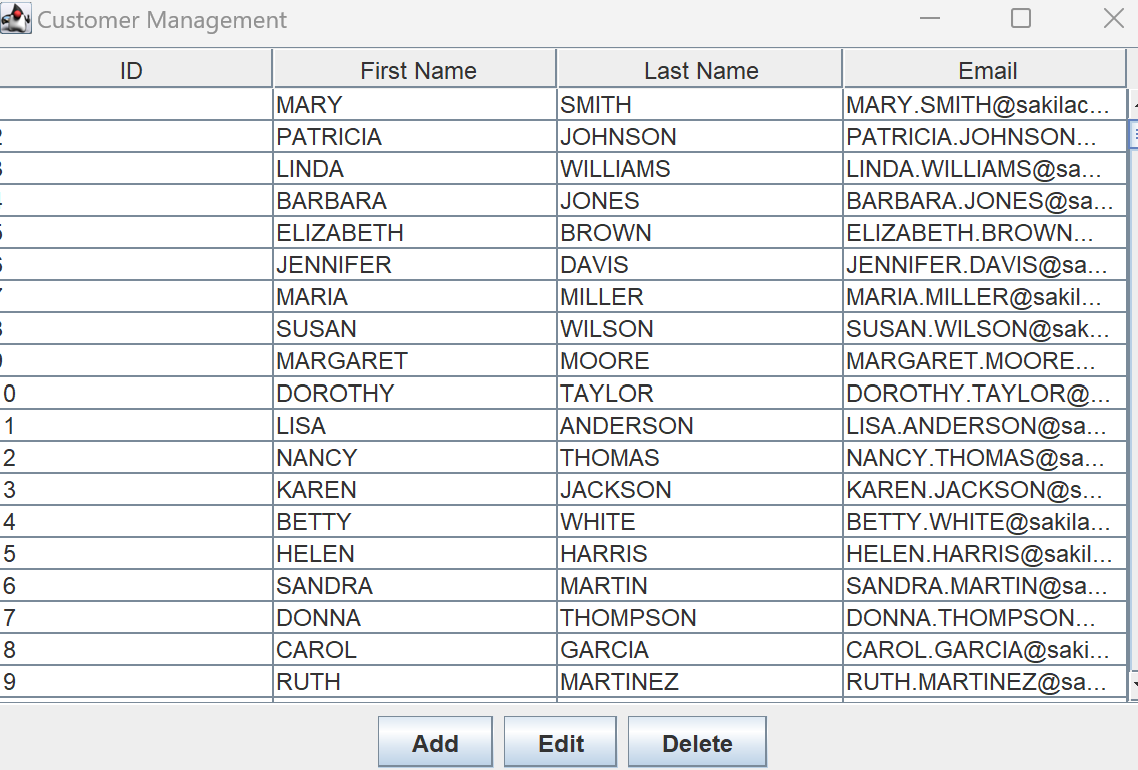 Customer Management
ID First Name Last Name Email
MARY SMITH MARY.SMITH@sakilac...
2 PATRICIA JOHNSON PATRICIA.JOHNSON...
3 LINDA WILLIAMS LINDA.WILLIAMS@sa...
4 BARBARA JONES BARBARA.JONES@sa...
5 ELIZABETH BROWN ELIZABETH.BROWN...
6 JENNIFER DAVIS JENNIFER.DAVIS@sa...
7 MARIA MILLER MARIA.MILLER@sakil...
8 SUSAN WILSON SUSAN.WILSON@sak...
9 MARGARET MOORE MARGARET.MOORE...
0 DOROTHY TAYLOR DOROTHY.TAYLOR@...
1 LISA ANDERSON LISA.ANDERSON@sa...
2 NANCY THOMAS NANCY.THOMAS@sa...
3 KAREN JACKSON KAREN.JACKSON@s...
4 BETTY WHITE BETTY.WHITE@sakila...
5 HELEN HARRIS HELEN.HARRIS@sakil...
6 SANDRA MARTIN SANDRA.MARTIN@sa...
7 DONNA THOMPSON DONNA.THOMPSON...
8 CAROL GARCIA CAROL.GARCIA@saki...
9 RUTH MARTINEZ RUTH.MARTINEZ@sa...
Add Edit Delete